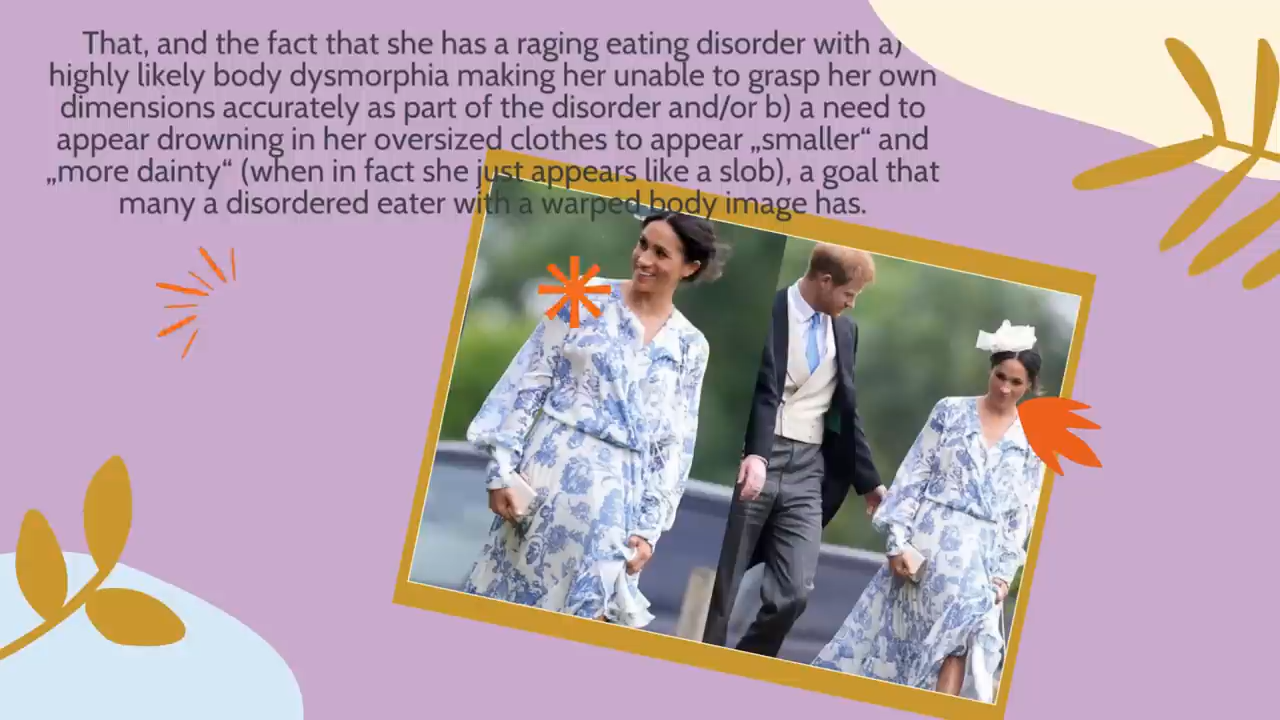 That, and the fact that she has a raging eating disorder with a)
highly likely body dysmorphia making her unable to grasp her own
dimensions accurately as part of the disorder and/or b) a need to
appear drowning in her oversized clothes to appear „smaller“ and
„more dainty“ (when in fact she just appears like a slob), a goal that
many a disordered eater with a warped body image has.